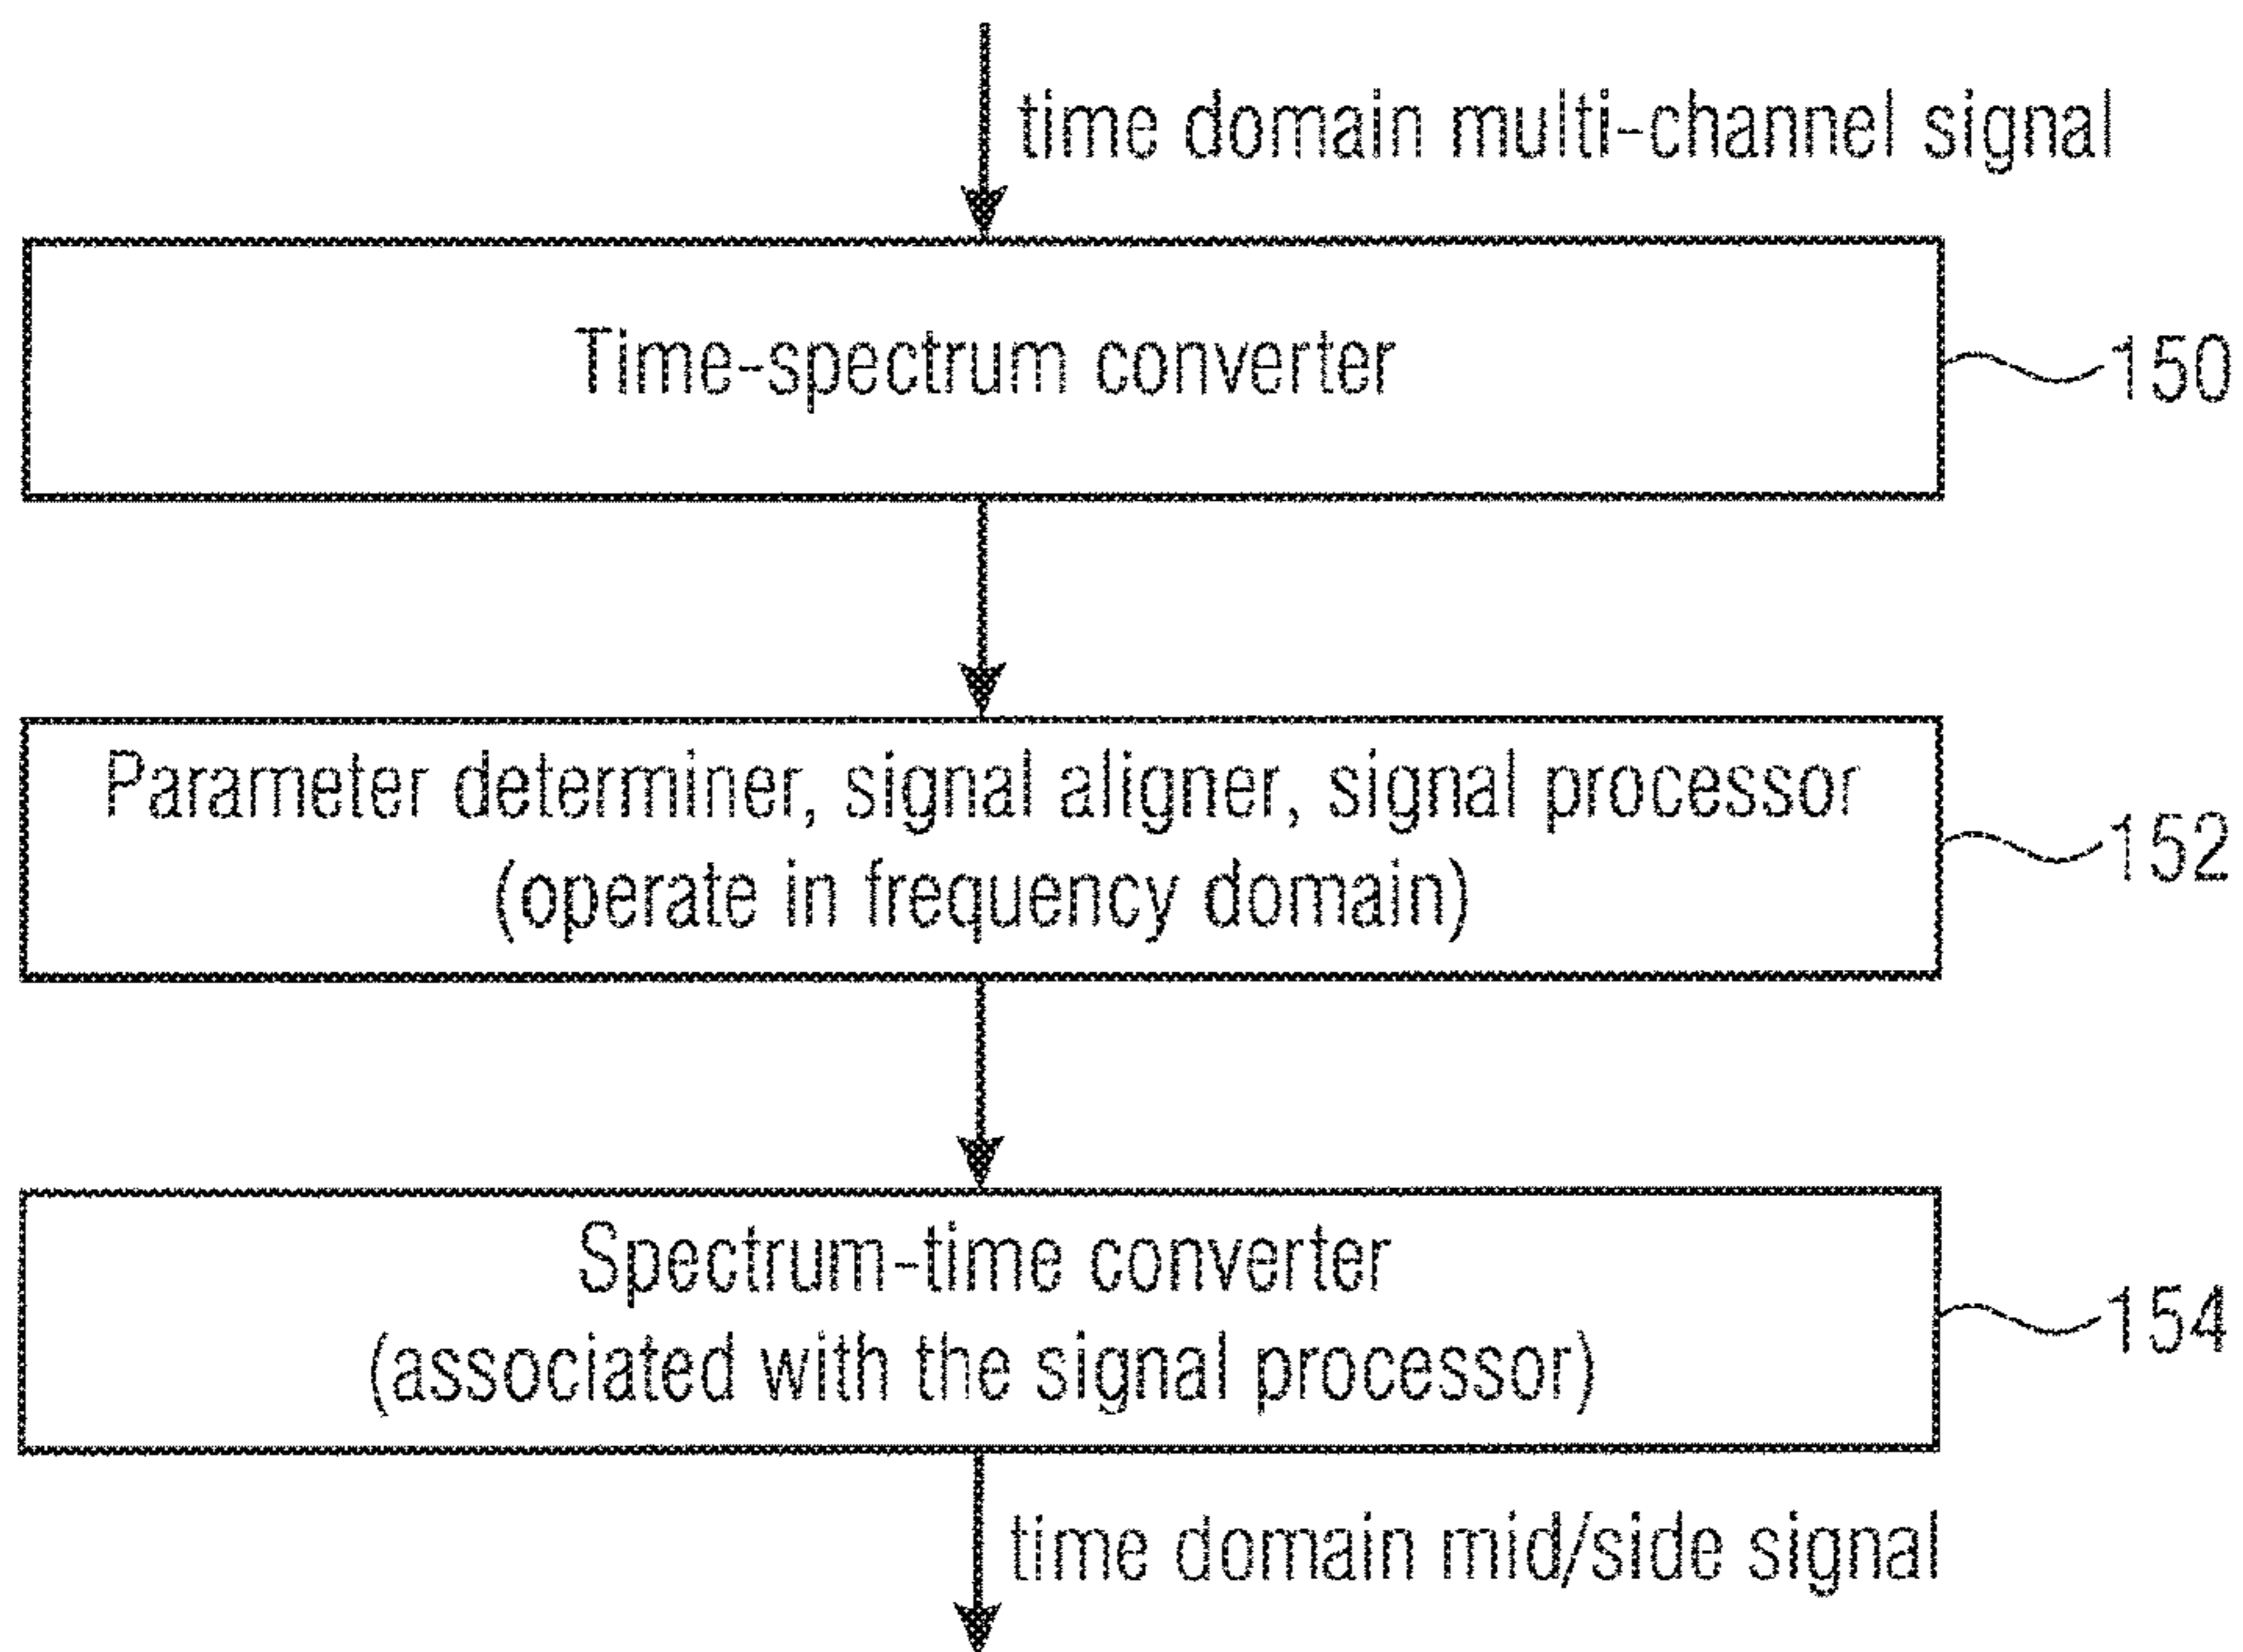 time domain multi-channel signal
Time-spectrum converter
150
Parameter determiner, signal aligner, signal processor
(operate in frequency domain)
152
Spectrum-time converter
(associated with the signal processor)
154
time domain mid/side signal